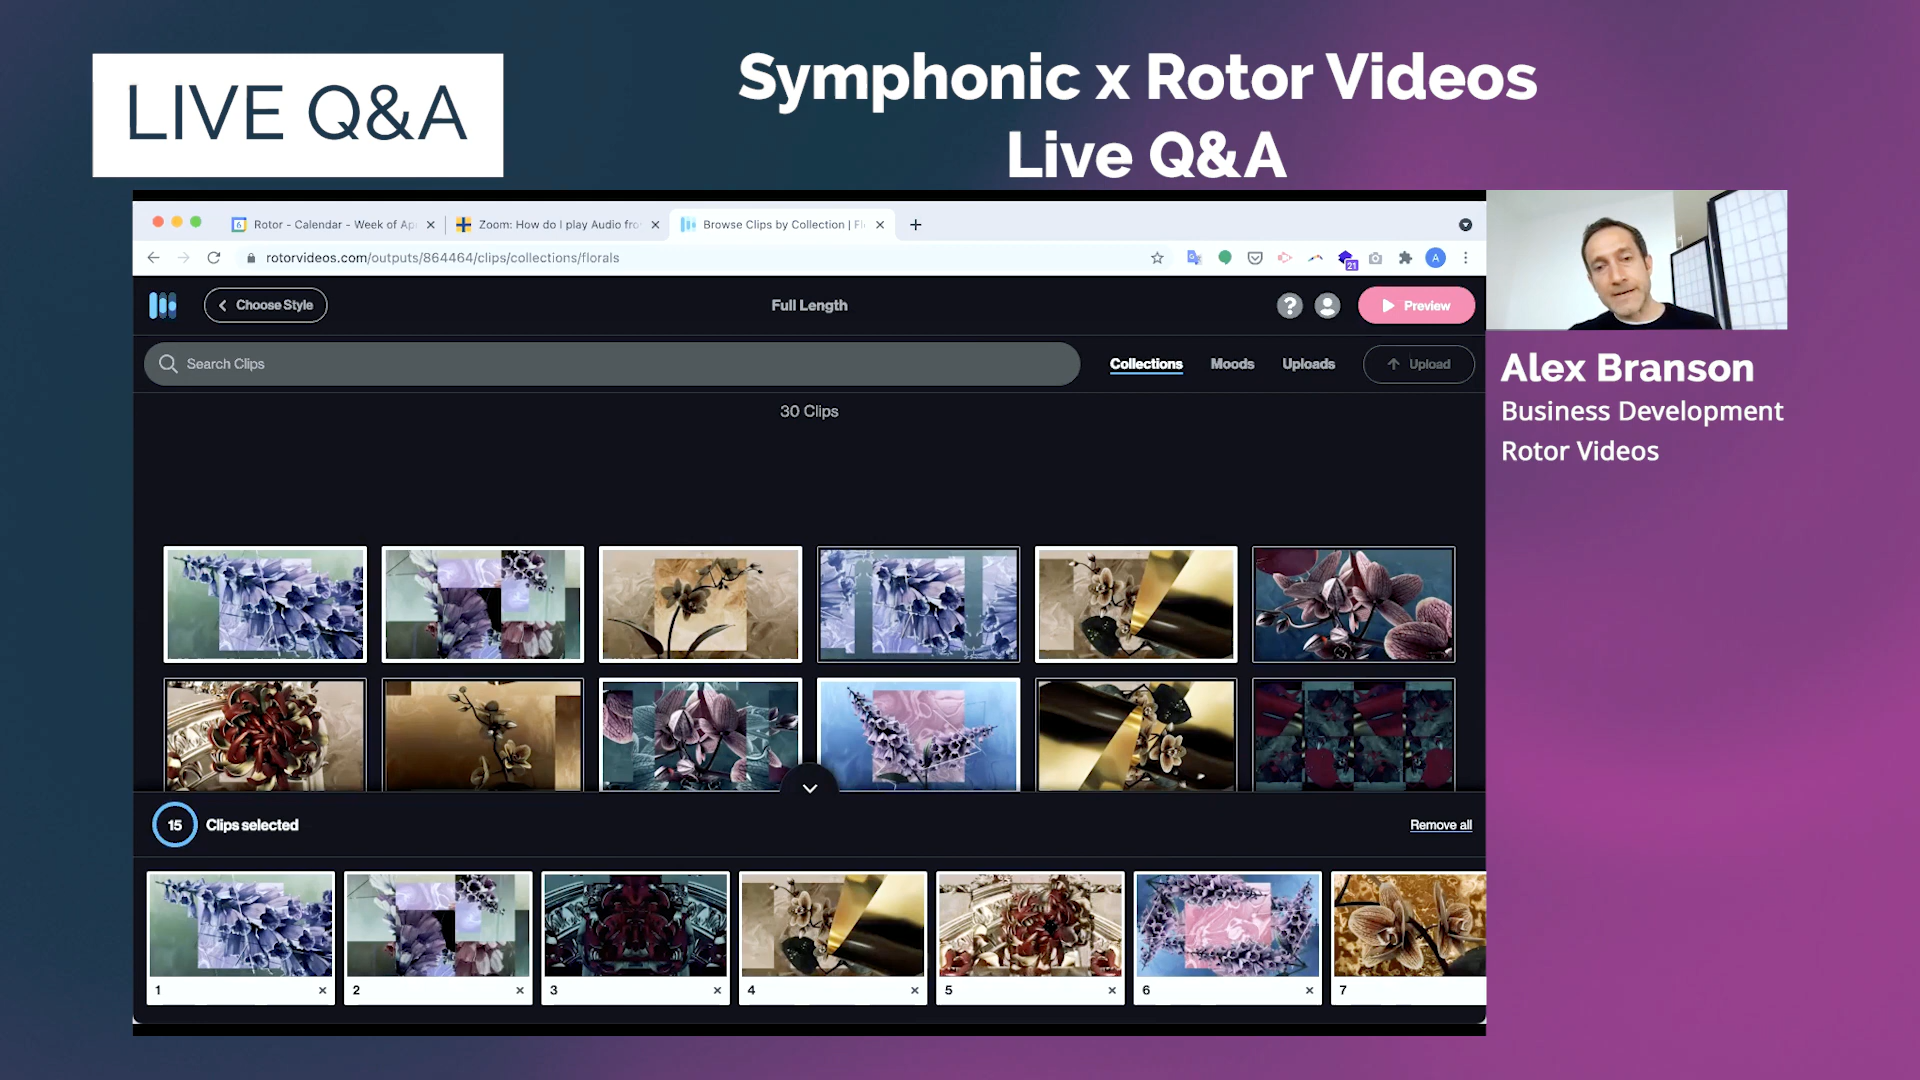 LIVE Q&A
Symphonic x Rotor Videos
Live Q&A
Rotor - Calendar - Week of Ap
Zoom: How do I play Audio fro
Browse Clips by Collection | Fl
rotorvideos.com/outputs/864464/clips/collections/florals
21
A
Choose Style
Full Length
?
Preview
Search Clips
Collections
Moods
Uploads
Upload
30 Clips
15
Clips selected
Remove all
1
2
3
4
5
6
7
Alex Branson
Business Development
Rotor Videos